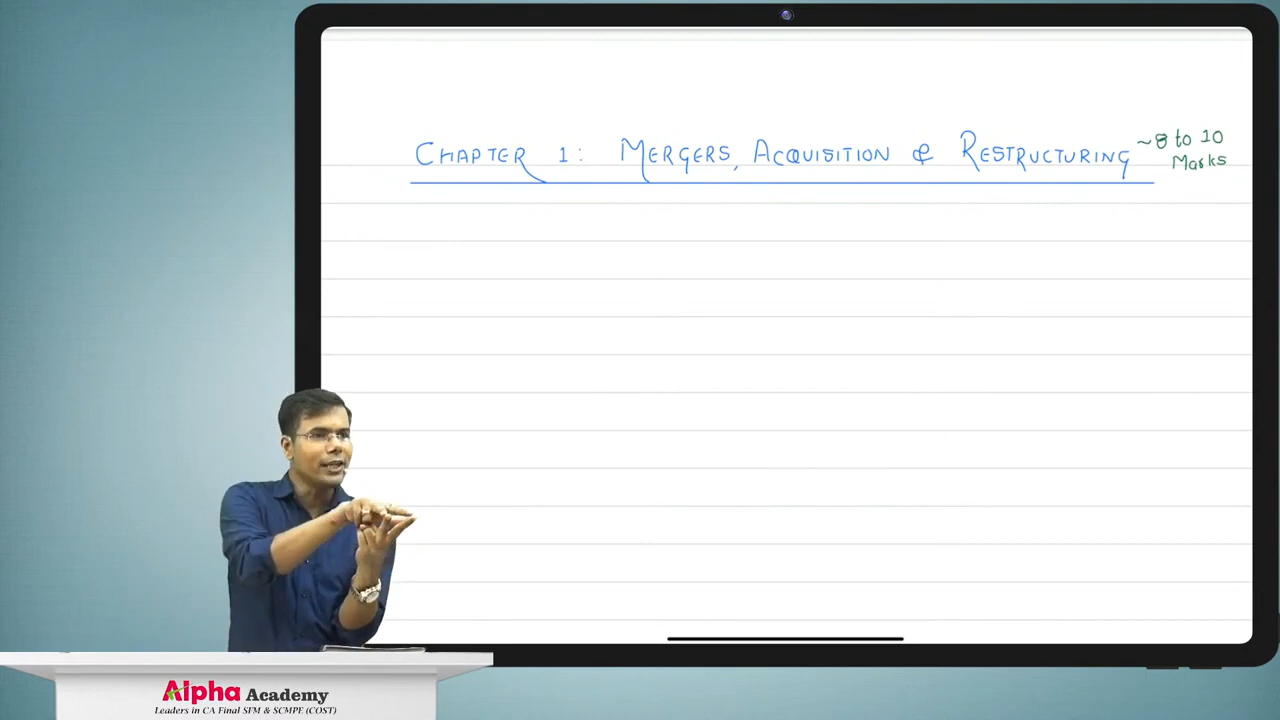 CHAPTER 1: MERGERS, ACQUISITION & RESTRUCTURING ~8 to 10
Marks
Alpha Academy
Leaders in CA Final SFM & SCMPE (COST)